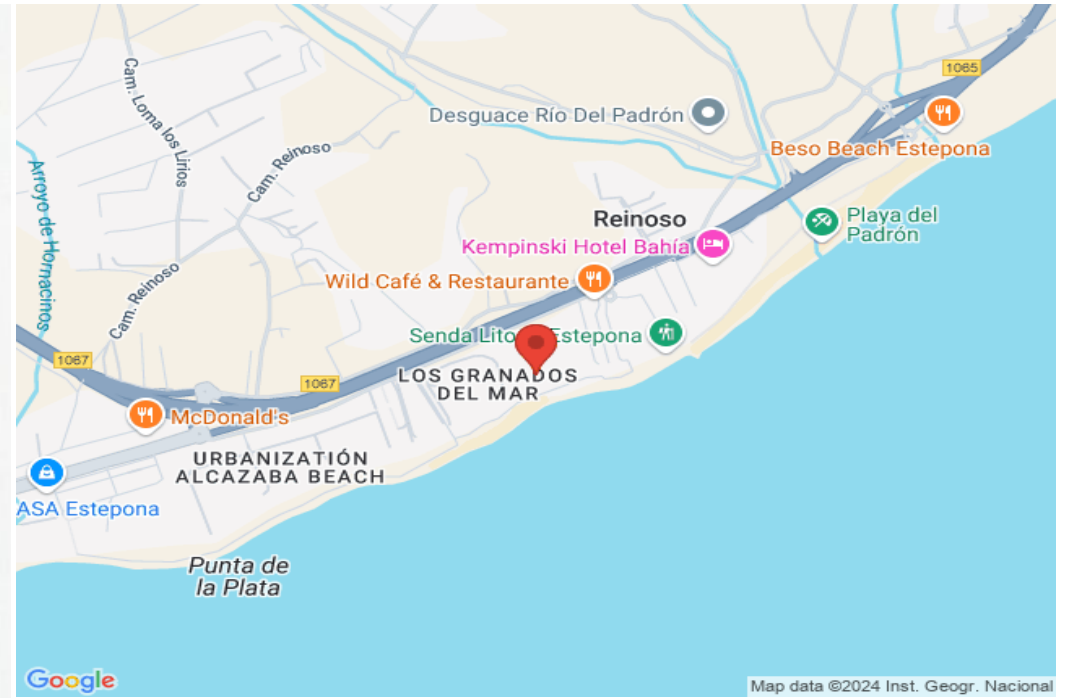 1065
Desguace Río Del Padrón
Beso Beach Estepona
Cam. Loma los Lirios
Cam. Reinoso
Arroyo de Hornacinos
Reinoso
Playa del
Padrón
Kempinski Hotel Bahía
Wild Café & Restaurante
Cam. Reinoso
Senda Lito Estepona
1067
1067
LOS GRANADOS
DEL MAR
McDonald's
URBANIZATIÓN
ALCAZABA BEACH
ASA Estepona
Punta de
la Plata
Google
Map data ©2024 Inst. Geogr. Nacional